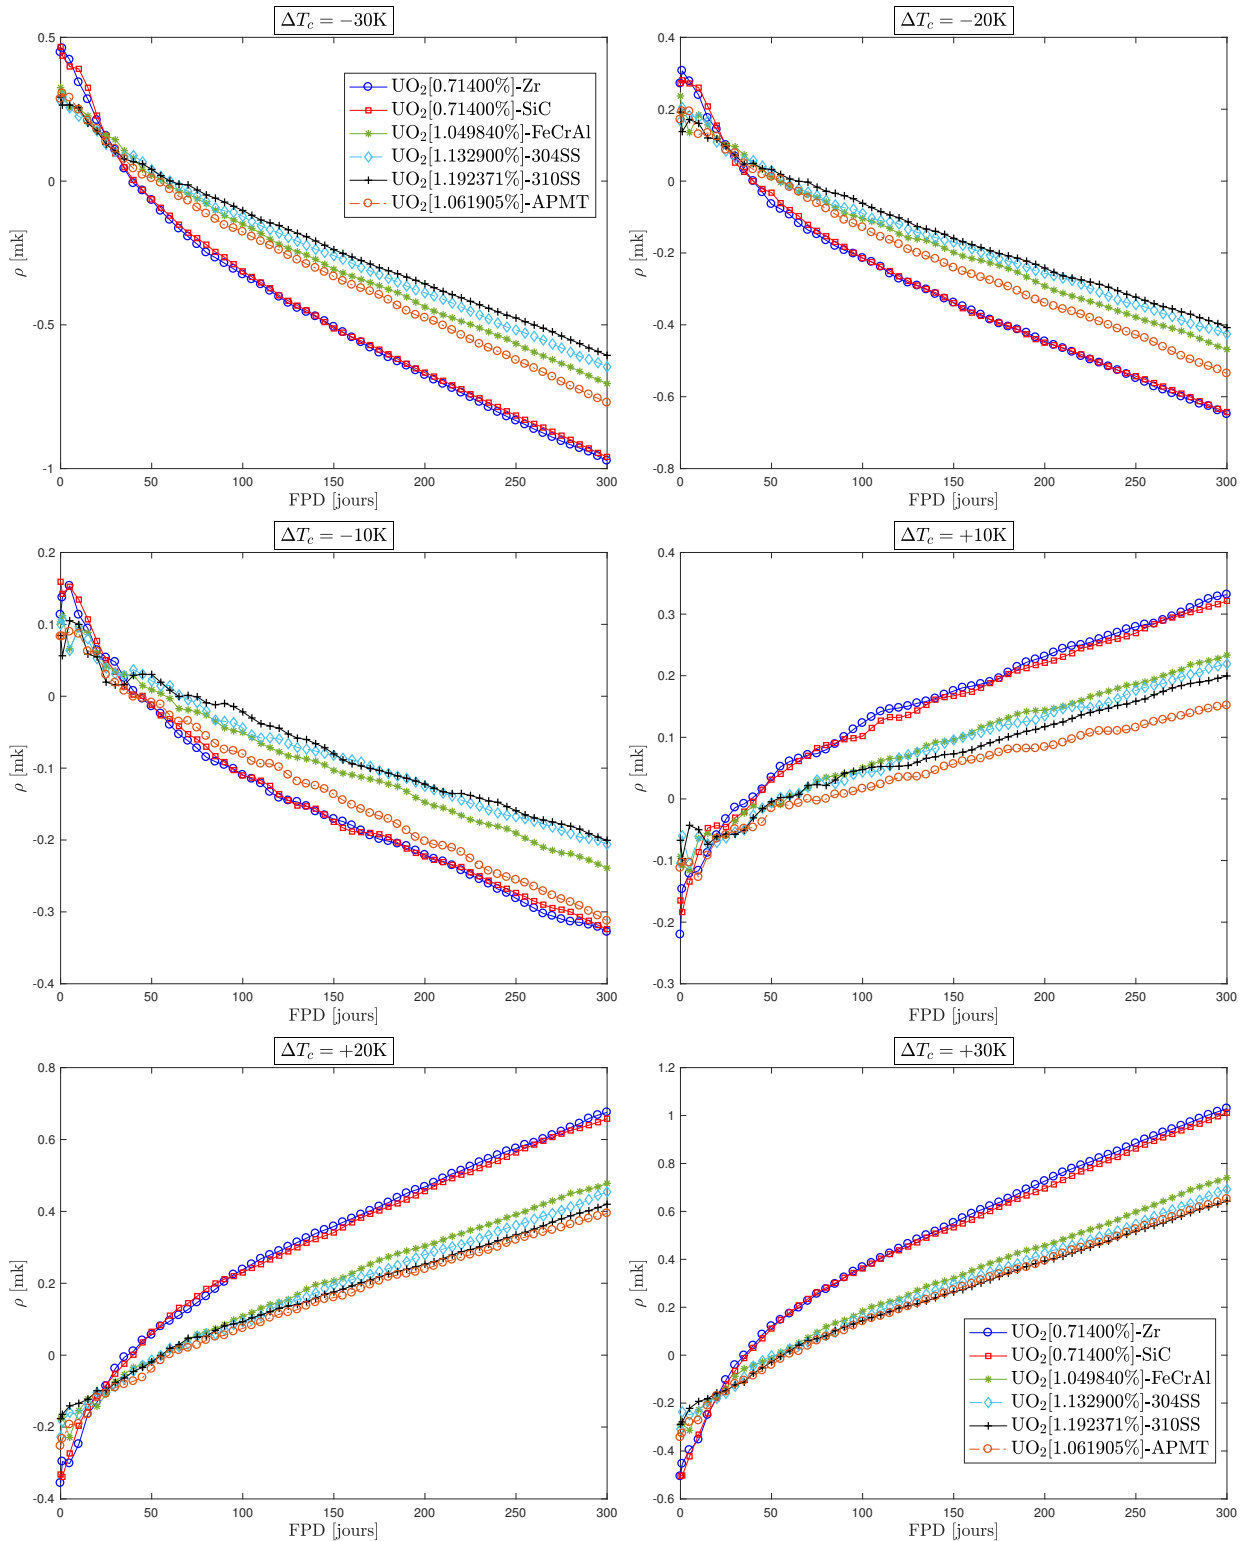 ΔT_c = −30K
ρ [mk]
0.5
0
-0.5
-1
UO₂[0.71400%]-Zr
UO₂[0.71400%]-SiC
UO₂[1.049840%]-FeCrAl
UO₂[1.132900%]-304SS
UO₂[1.192371%]-310SS
UO₂[1.061905%]-APMT
0 50 100 150 200 250 300
FPD [jours]
ΔT_c = −20K
ρ [mk]
0.4
0.2
0
-0.2
-0.4
-0.6
-0.8
0 50 100 150 200 250 300
FPD [jours]
ΔT_c = −10K
ρ [mk]
0.2
0.1
0
-0.1
-0.2
-0.3
-0.4
0 50 100 150 200 250 300
FPD [jours]
ΔT_c = +10K
ρ [mk]
0.4
0.3
0.2
0.1
0
-0.1
-0.2
-0.3
0 50 100 150 200 250 300
FPD [jours]
ΔT_c = +20K
ρ [mk]
0.8
0.6
0.4
0.2
0
-0.2
-0.4
0 50 100 150 200 250 300
FPD [jours]
ΔT_c = +30K
ρ [mk]
1.2
1
0.8
0.6
0.4
0.2
0
-0.2
-0.4
-0.6
UO₂[0.71400%]-Zr
UO₂[0.71400%]-SiC
UO₂[1.049840%]-FeCrAl
UO₂[1.132900%]-304SS
UO₂[1.192371%]-310SS
UO₂[1.061905%]-APMT
0 50 100 150 200 250 300
FPD [jours]